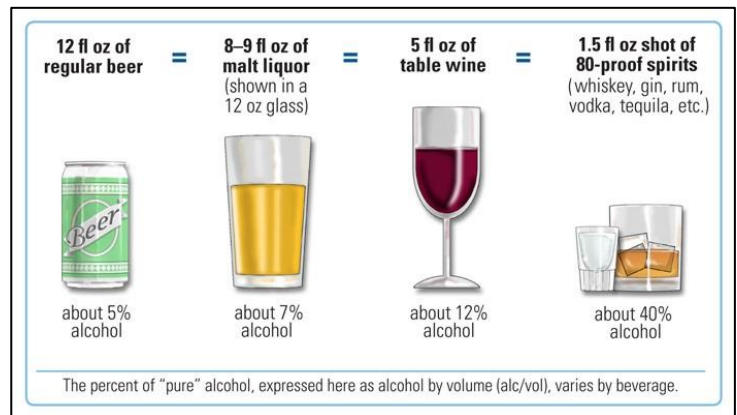 12 fl oz of
regular beer
=
8–9 fl oz of
malt liquor
(shown in a
12 oz glass)
=
5 fl oz of
table wine
=
1.5 fl oz shot of
80-proof spirits
(whiskey, gin, rum,
vodka, tequila, etc.)
Beer
about 5%
alcohol
about 7%
alcohol
about 12%
alcohol
about 40%
alcohol
The percent of “pure” alcohol, expressed here as alcohol by volume (alc/vol), varies by beverage.